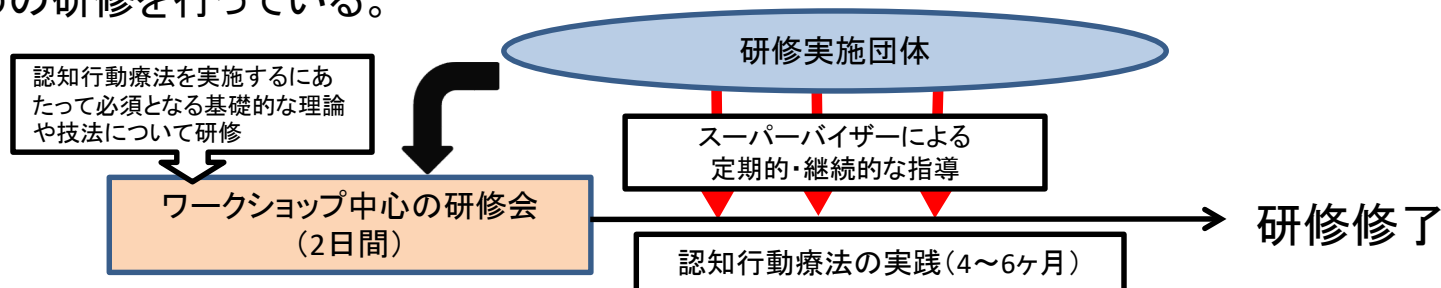 の研修を行っている。
研修実施団体
認知行動療法を実施するにあ
たって必須となる基礎的な理論
や技法について研修
スーパーバイザーによる
定期的・継続的な指導
ワークショップ中心の研修会
（2日間）
研修修了
認知行動療法の実践（4～6ヶ月）